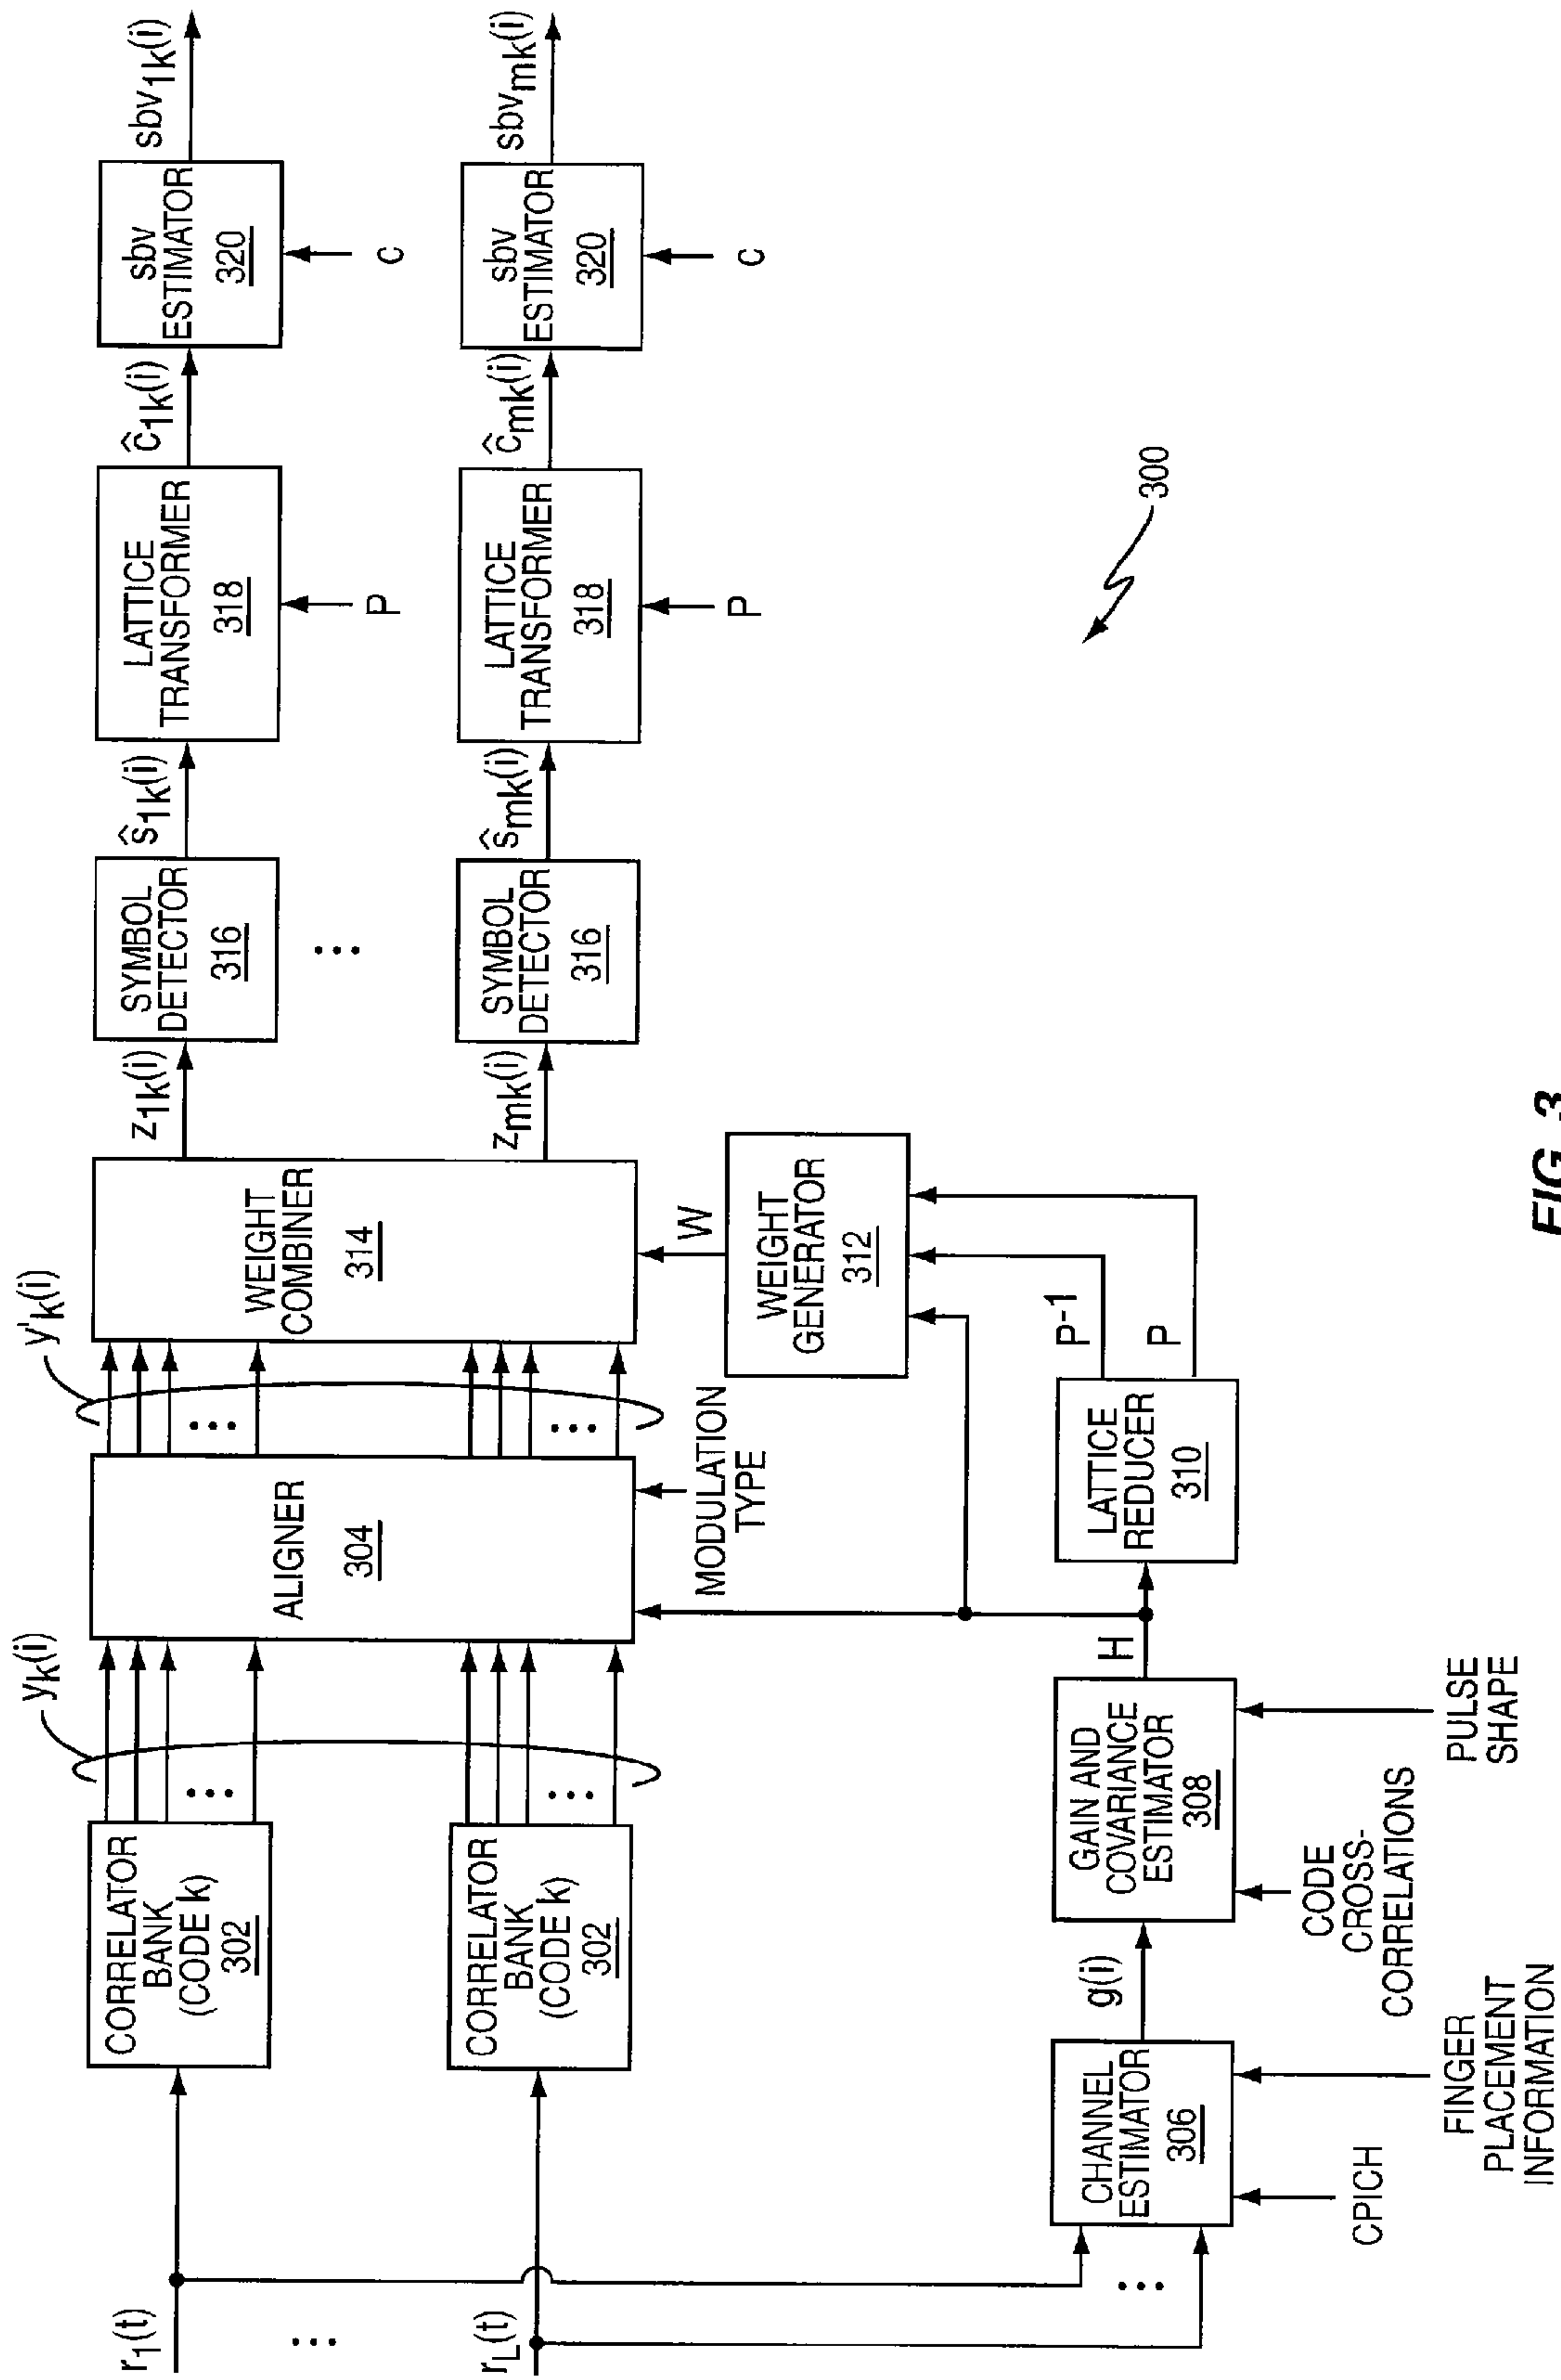 r1(t)
...
rL(t)
CORRELATOR
BANK
(CODE k)
302
CORRELATOR
BANK
(CODE k)
302
...
...
yk(i)
ALIGNER
304
MODULATION
TYPE
...
...
y'k(i)
WEIGHT
COMBINER
314
z1k(i)
zmk(i)
SYMBOL
DETECTOR
316
...
SYMBOL
DETECTOR
316
ŝ1k(i)
ŝmk(i)
LATTICE
TRANSFORMER
318
P
LATTICE
TRANSFORMER
318
P
ĉ1k(i)
ĉmk(i)
sbv
ESTIMATOR
320
c
sbv
ESTIMATOR
320
c
sbv1k(i)
sbvmk(i)
...
CHANNEL
ESTIMATOR
306
CPICH
FINGER
PLACEMENT
INFORMATION
g(i)
GAIN AND
COVARIANCE
ESTIMATOR
308
CODE
CROSS-
CORRELATIONS
PULSE
SHAPE
H
LATTICE
REDUCER
310
P-1
P
WEIGHT
GENERATOR
312
W
300
FIG. 3